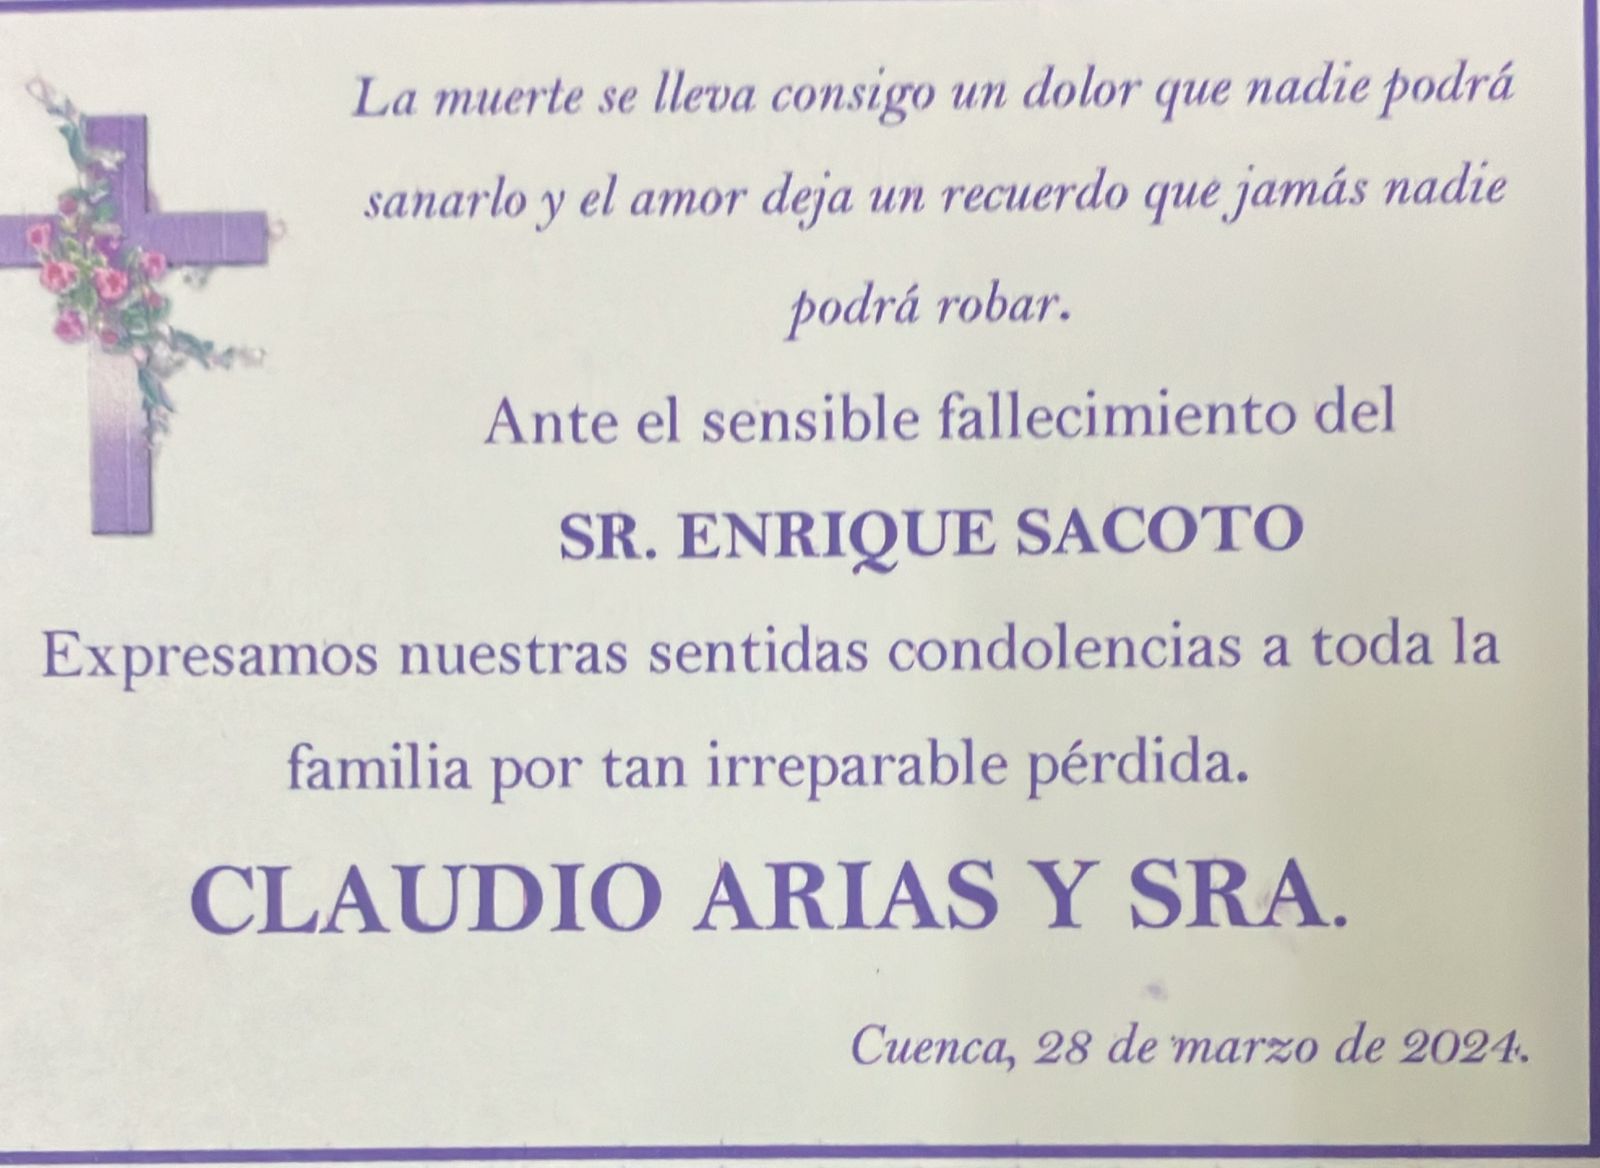 La muerte se lleva consigo un dolor que nadie podrá
sanarlo y el amor deja un recuerdo que jamás nadie
podrá robar.
Ante el sensible fallecimiento del
SR. ENRIQUE SACOTO
Expresamos nuestras sentidas condolencias a toda la
familia por tan irreparable pérdida.
CLAUDIO ARIAS Y SRA.
Cuenca, 28 de marzo de 2024.